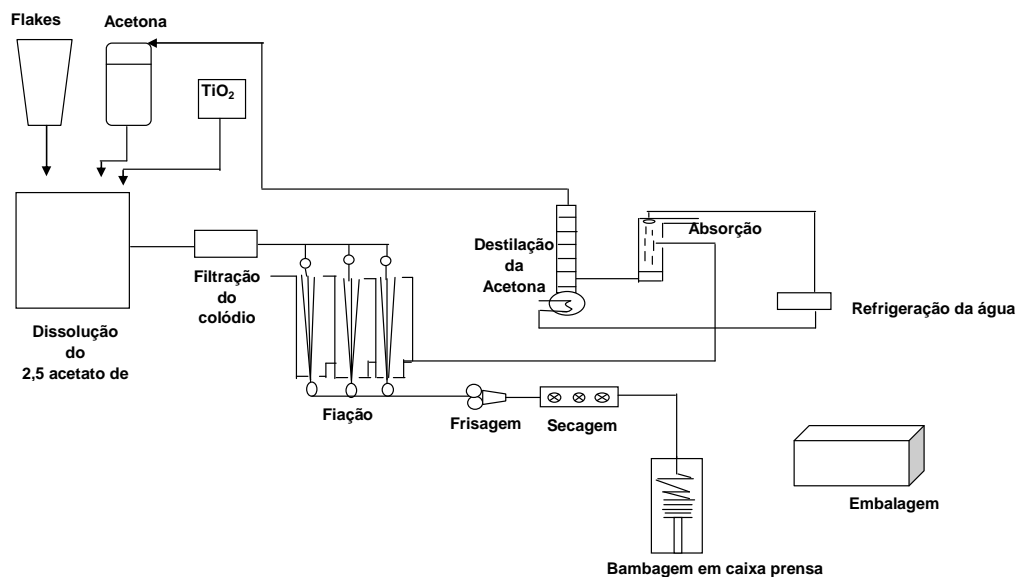 Flakes
Acetona
TiO₂
Destilação
da
Acetona
Absorção
Filtração
do
colódio
Refrigeração da água
Dissolução
do
2,5 acetato de
Fiação
Frisagem
Secagem
Embalagem
Bambagem em caixa prensa